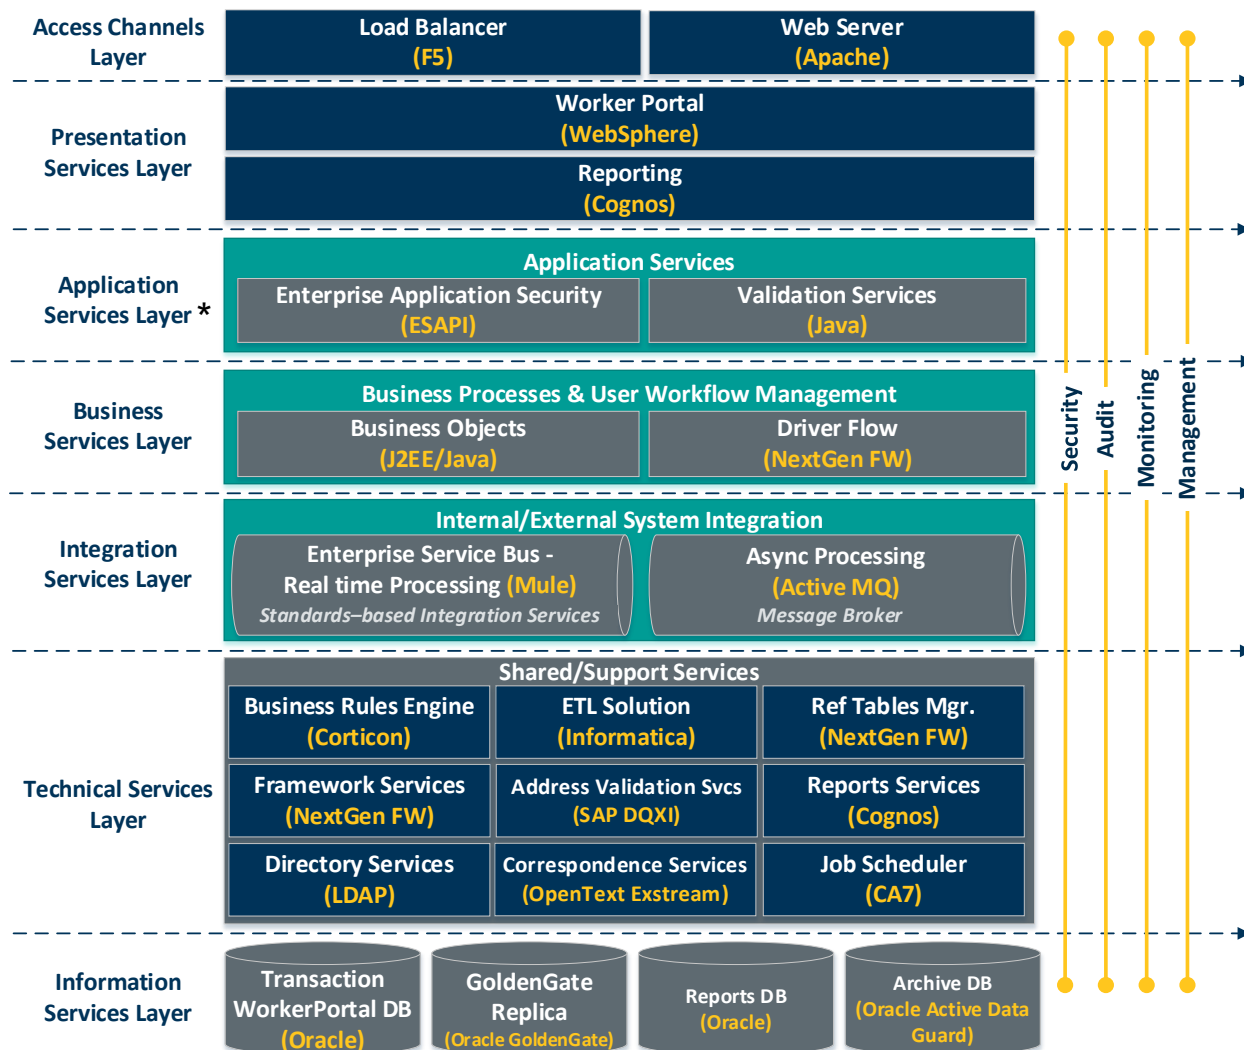 Access Channels
Layer
Load Balancer
(F5)
Web Server
(Apache)
Presentation
Services Layer
Worker Portal
(WebSphere)
Reporting
(Cognos)
Application
Services Layer *
Application Services
Enterprise Application Security
(ESAPI)
Validation Services
(Java)
Business
Services Layer
Business Processes & User Workflow Management
Business Objects
(J2EE/Java)
Driver Flow
(NextGen FW)
Integration
Services Layer
Internal/External System Integration
Enterprise Service Bus -
Real time Processing (Mule)
Standards–based Integration Services
Async Processing
(Active MQ)
Message Broker
Technical Services
Layer
Shared/Support Services
Business Rules Engine
(Corticon)
ETL Solution
(Informatica)
Ref Tables Mgr.
(NextGen FW)
Framework Services
(NextGen FW)
Address Validation Svcs
(SAP DQXI)
Reports Services
(Cognos)
Directory Services
(LDAP)
Correspondence Services
(OpenText Exstream)
Job Scheduler
(CA7)
Information
Services Layer
Transaction
WorkerPortal DB
(Oracle)
GoldenGate
Replica
(Oracle GoldenGate)
Reports DB
(Oracle)
Archive DB
(Oracle Active Data
Guard)
Security
Audit
Monitoring
Management